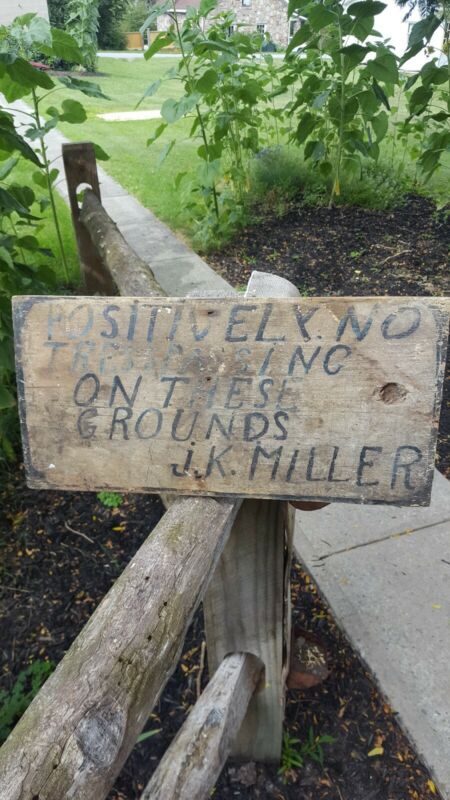 POSITIVELY. NO
TRESPASSING
ON THESE
GROUNDS
J.K. MILLER